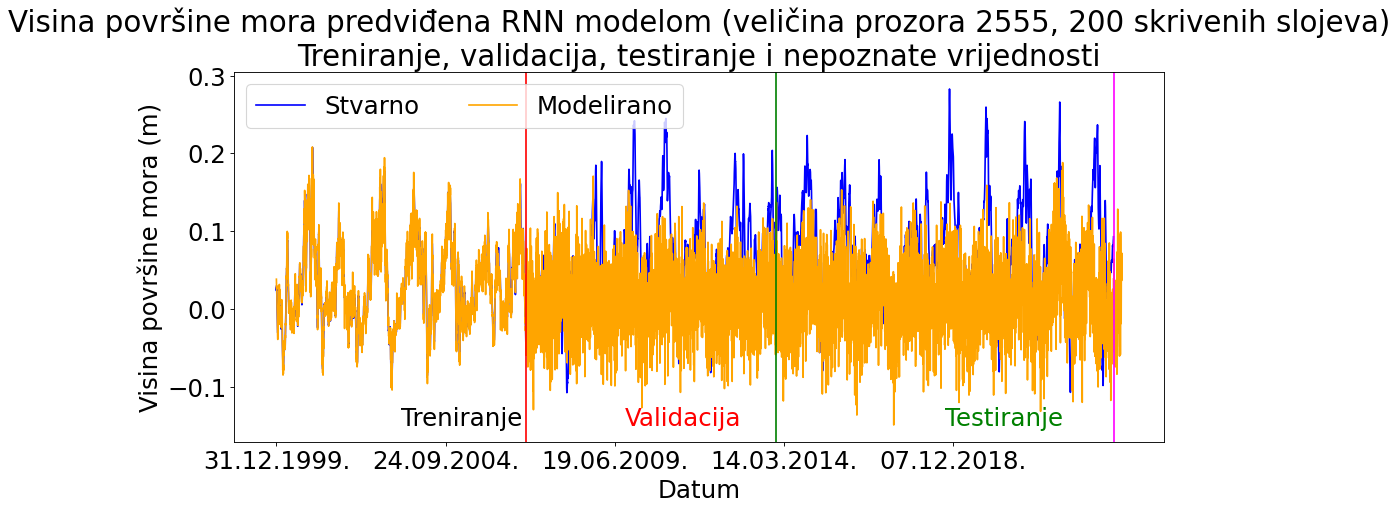 Visina površine mora predviđena RNN modelom (veličina prozora 2555, 200 skrivenih slojeva)
Treniranje, validacija, testiranje i nepoznate vrijednosti
Stvarno Modelirano
Visina površine mora (m)
0.3
0.2
0.1
0.0
−0.1
Treniranje Validacija Testiranje
31.12.1999. 24.09.2004. 19.06.2009. 14.03.2014. 07.12.2018.
Datum